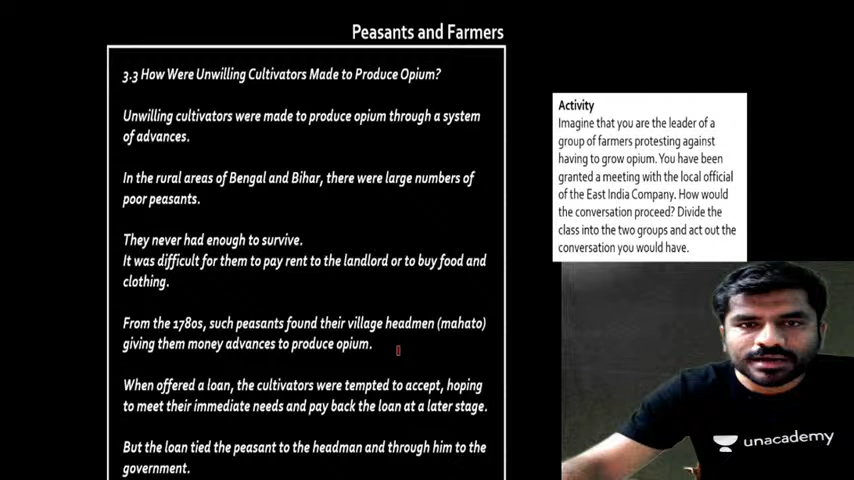 Peasants and Farmers
3.3 How Were Unwilling Cultivators Made to Produce Opium?
Unwilling cultivators were made to produce opium through a system
of advances.
In the rural areas of Bengal and Bihar, there were large numbers of
poor peasants.
They never had enough to survive.
It was difficult for them to pay rent to the landlord or to buy food and
clothing.
From the 1780s, such peasants found their village headmen (mahato)
giving them money advances to produce opium.
When offered a loan, the cultivators were tempted to accept, hoping
to meet their immediate needs and pay back the loan at a later stage.
But the loan tied the peasant to the headman and through him to the
government.
Activity
Imagine that you are the leader of a
group of farmers protesting against
having to grow opium. You have been
granted a meeting with the local official
of the East India Company. How would
the conversation proceed? Divide the
class into the two groups and act out the
conversation you would have.
unacademy